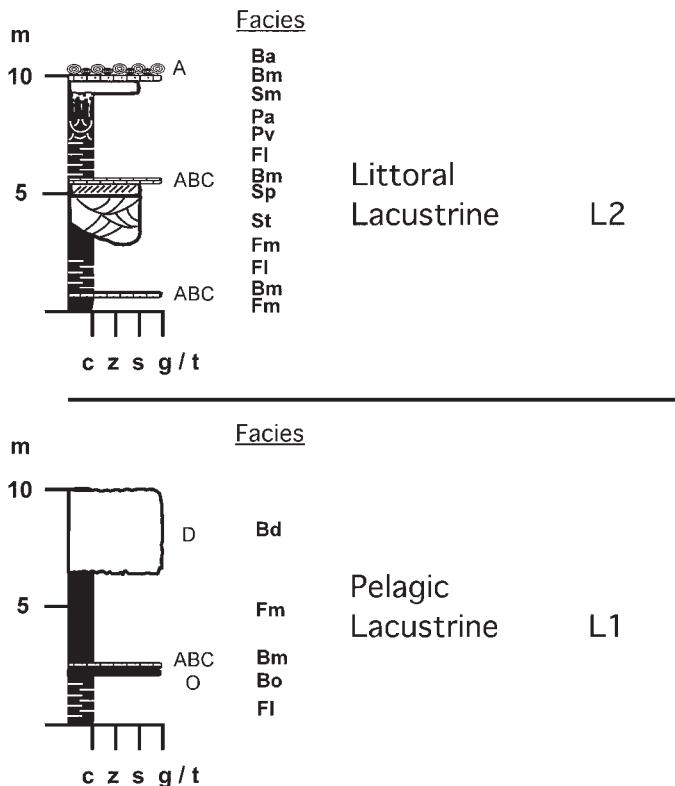 Facies
m
Ba
A
10
Bm
Sm
Pa
Pv
Fl
ABC
Bm
5
Sp
Littoral
Lacustrine
L2
St
Fm
Fl
ABC
Bm
Fm
c z s g / t
Facies
m
10
D
Bd
5
Fm
Pelagic
Lacustrine
L1
ABC
Bm
O
Bo
Fl
c z s g / t